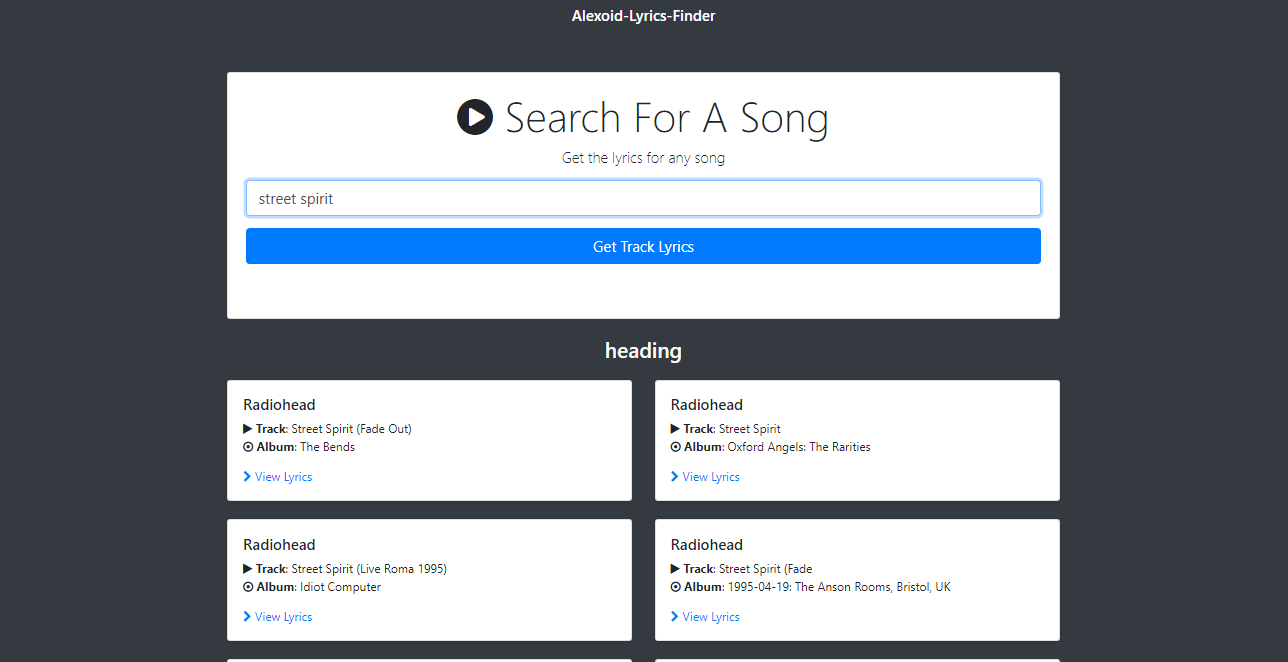 Alexoid-Lyrics-Finder
Search For A Song
Get the lyrics for any song
street spirit
Get Track Lyrics
heading
Radiohead
Track: Street Spirit (Fade Out)
Album: The Bends
View Lyrics
Radiohead
Track: Street Spirit
Album: Oxford Angels: The Rarities
View Lyrics
Radiohead
Track: Street Spirit (Live Roma 1995)
Album: Idiot Computer
View Lyrics
Radiohead
Track: Street Spirit (Fade
Album: 1995-04-19: The Anson Rooms, Bristol, UK
View Lyrics